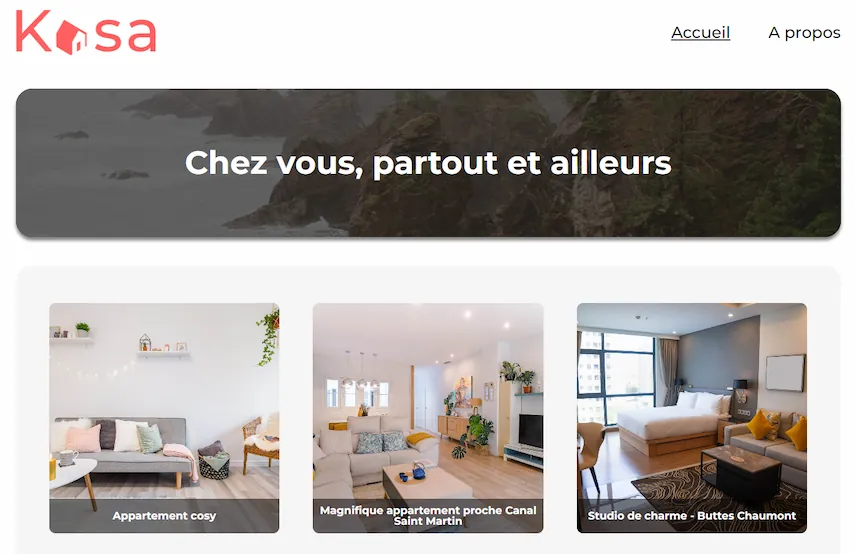 Kasa
Accueil
A propos
Chez vous, partout et ailleurs
Appartement cosy
Magnifique appartement proche Canal
Saint Martin
Studio de charme - Buttes Chaumont